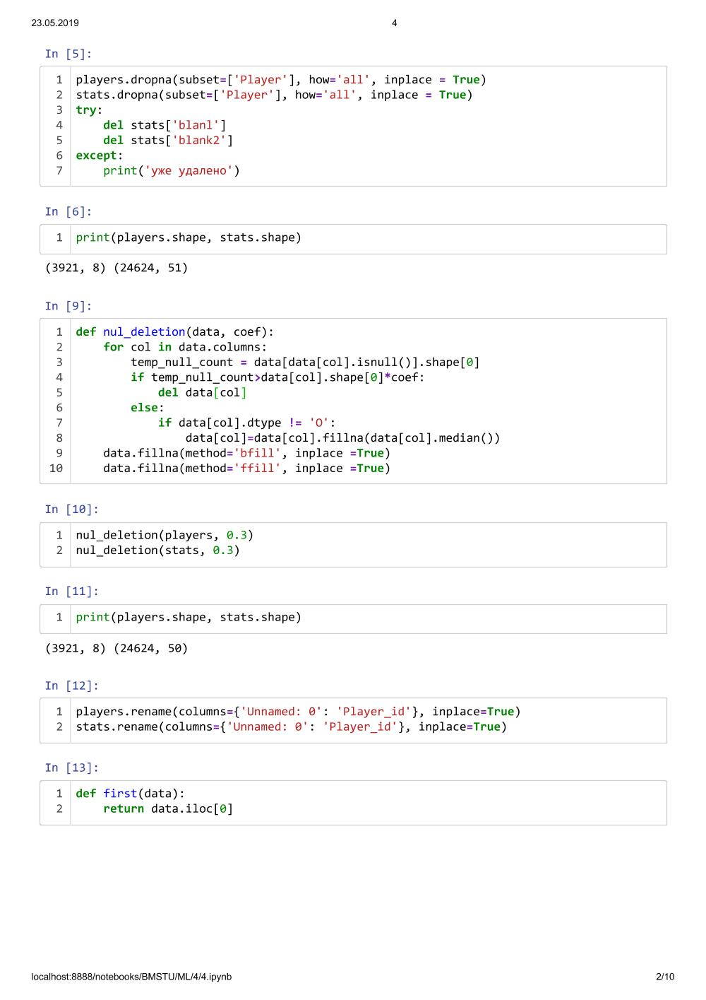 23.05.2019 4
In [5]:
1 players.dropna(subset=['Player'], how='all', inplace = True)
2 stats.dropna(subset=['Player'], how='all', inplace = True)
3 try:
4     del stats['blanl']
5     del stats['blank2']
6 except:
7     print('уже удалено')
In [6]:
1 print(players.shape, stats.shape)
(3921, 8) (24624, 51)
In [9]:
1 def nul_deletion(data, coef):
2     for col in data.columns:
3         temp_null_count = data[data[col].isnull()].shape[0]
4         if temp_null_count>data[col].shape[0]*coef:
5             del data[col]
6         else:
7             if data[col].dtype != 'O':
8                 data[col]=data[col].fillna(data[col].median())
9     data.fillna(method='bfill', inplace =True)
10     data.fillna(method='ffill', inplace =True)
In [10]:
1 nul_deletion(players, 0.3)
2 nul_deletion(stats, 0.3)
In [11]:
1 print(players.shape, stats.shape)
(3921, 8) (24624, 50)
In [12]:
1 players.rename(columns={'Unnamed: 0': 'Player_id'}, inplace=True)
2 stats.rename(columns={'Unnamed: 0': 'Player_id'}, inplace=True)
In [13]:
1 def first(data):
2     return data.iloc[0]
localhost:8888/notebooks/BMSTU/ML/4/4.ipynb 2/10